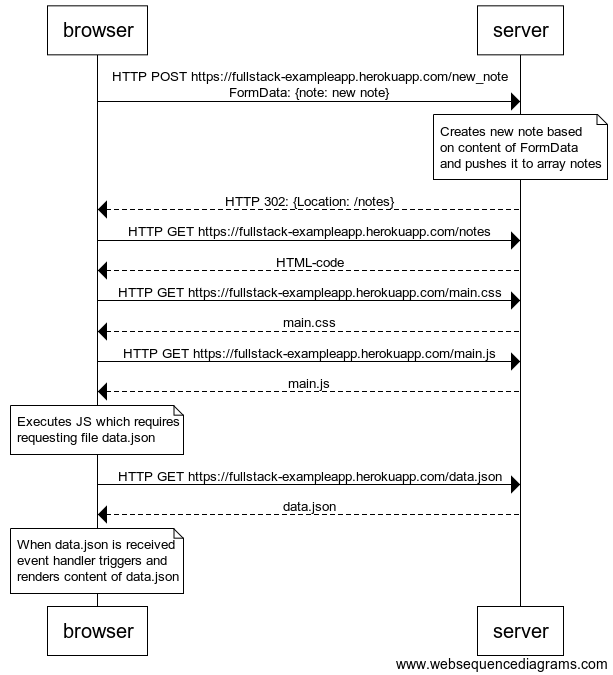 browser
server
HTTP POST https://fullstack-exampleapp.herokuapp.com/new_note
FormData: {note: new note}
Creates new note based
on content of FormData
and pushes it to array notes
HTTP 302: {Location: /notes}
HTTP GET https://fullstack-exampleapp.herokuapp.com/notes
HTML-code
HTTP GET https://fullstack-exampleapp.herokuapp.com/main.css
main.css
HTTP GET https://fullstack-exampleapp.herokuapp.com/main.js
main.js
Executes JS which requires
requesting file data.json
HTTP GET https://fullstack-exampleapp.herokuapp.com/data.json
data.json
When data.json is received
event handler triggers and
renders content of data.json
browser
server
www.websequencediagrams.com